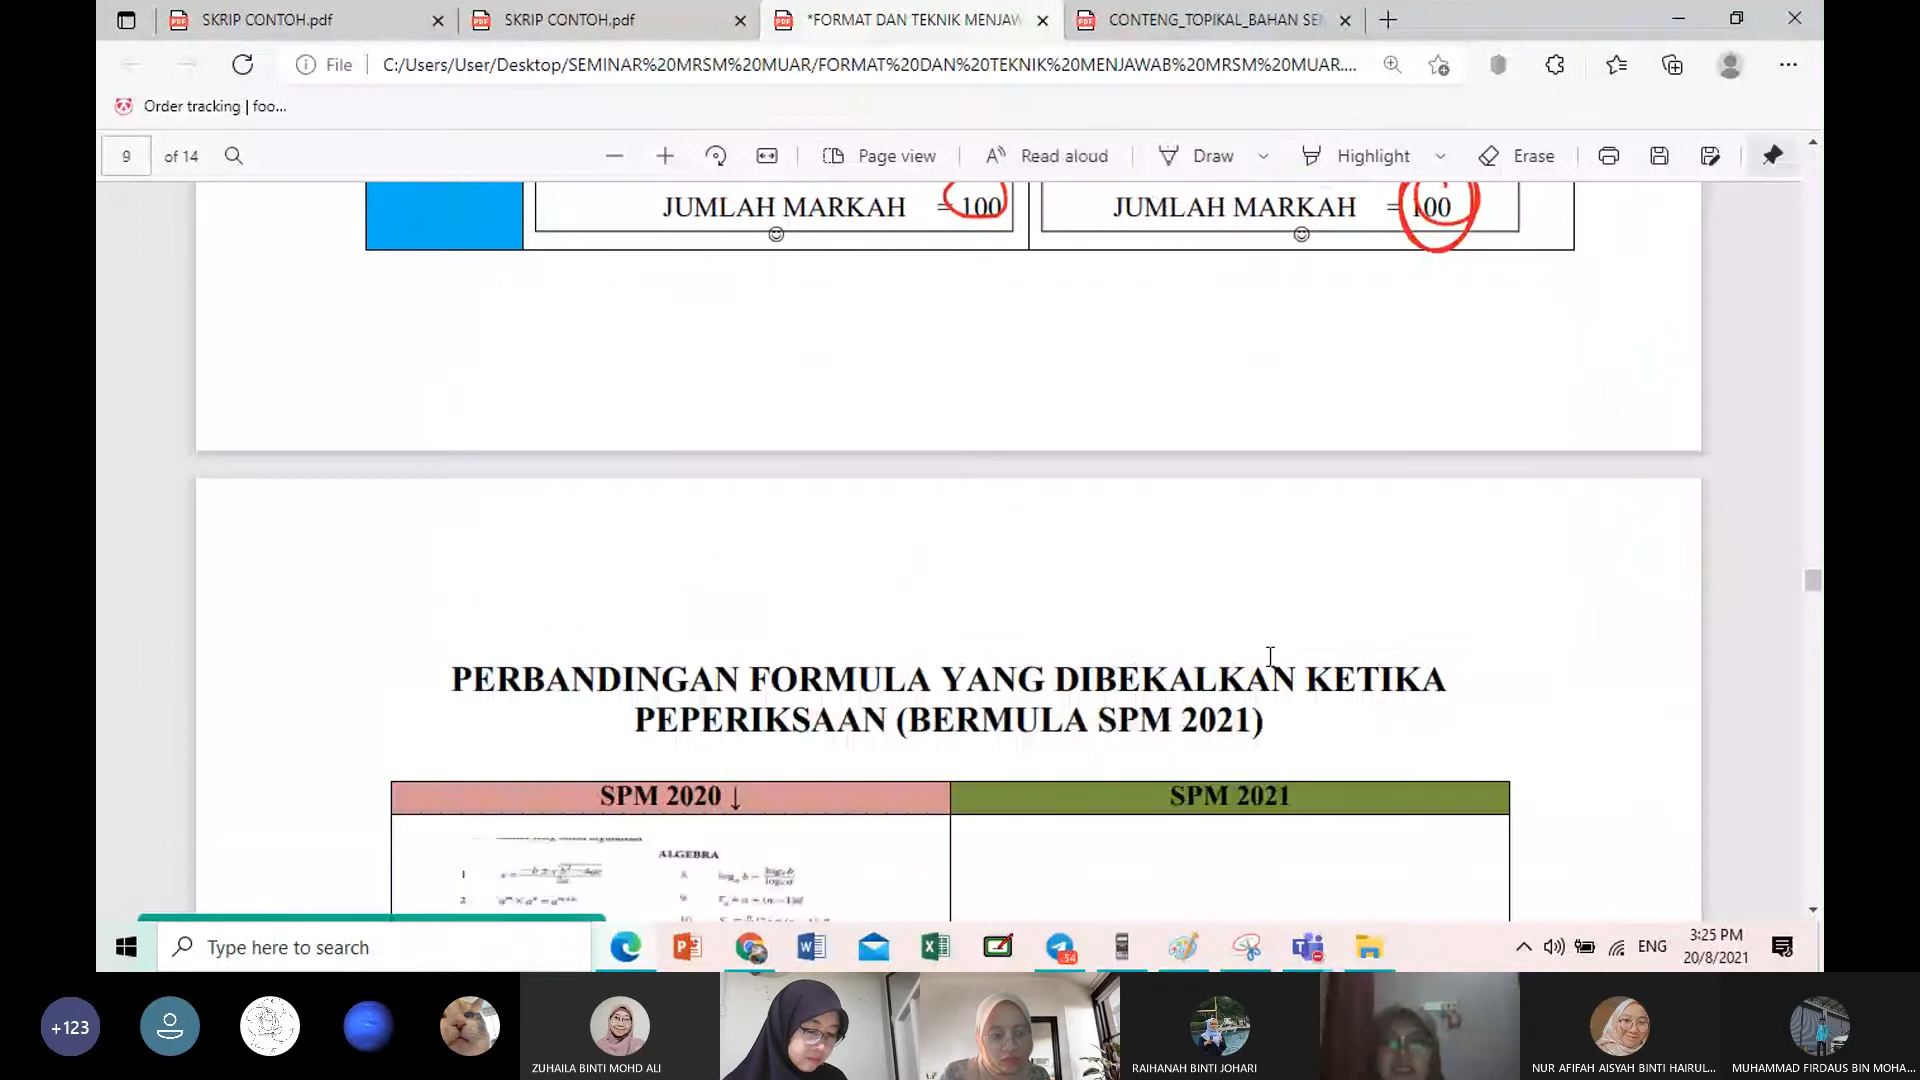 SKRIP CONTOH.pdf
SKRIP CONTOH.pdf
*FORMAT DAN TEKNIK MENJAW
CONTENG_TOPIKAL_BAHAN SEM
File
C:/Users/User/Desktop/SEMINAR%20MRSM%20MUAR/FORMAT%20DAN%20TEKNIK%20MENJAWAB%20MRSM%20MUAR....
Order tracking | foo...
9 of 14
Page view
Read aloud
Draw
Highlight
Erase
JUMLAH MARKAH = 100
JUMLAH MARKAH = 100
PERBANDINGAN FORMULA YANG DIBEKALKAN KETIKA
PEPERIKSAAN (BERMULA SPM 2021)
SPM 2020 ↓
SPM 2021
ALGEBRA
1
2
Type here to search
54
ENG
3:25 PM
20/8/2021
+123
ZUHAILA BINTI MOHD ALI
RAIHANAH BINTI JOHARI
NUR AFIFAH AISYAH BINTI HAIRUL...
MUHAMMAD FIRDAUS BIN MOHA...